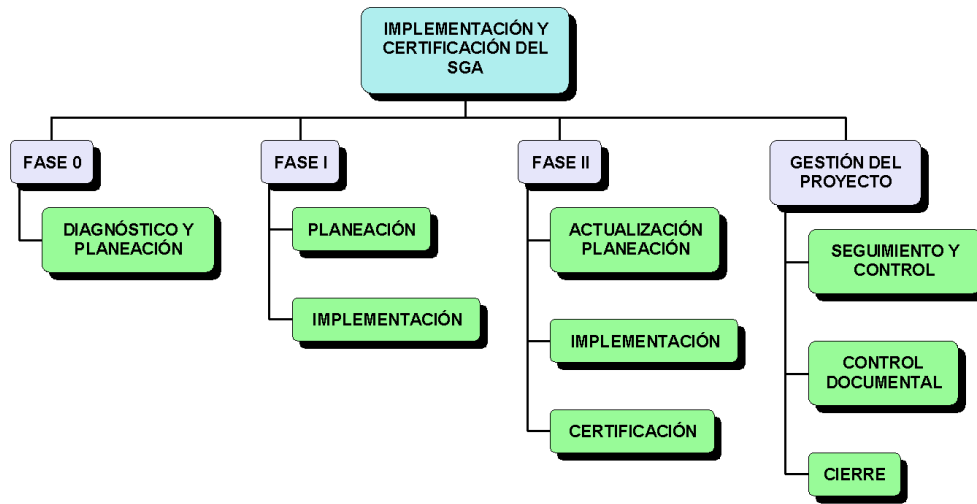 IMPLEMENTACIÓN Y
CERTIFICACIÓN DEL
SGA
FASE 0
DIAGNÓSTICO Y
PLANEACIÓN
FASE I
PLANEACIÓN
IMPLEMENTACIÓN
FASE II
ACTUALIZACIÓN
PLANEACIÓN
IMPLEMENTACIÓN
CERTIFICACIÓN
GESTIÓN DEL
PROYECTO
SEGUIMIENTO Y
CONTROL
CONTROL
DOCUMENTAL
CIERRE